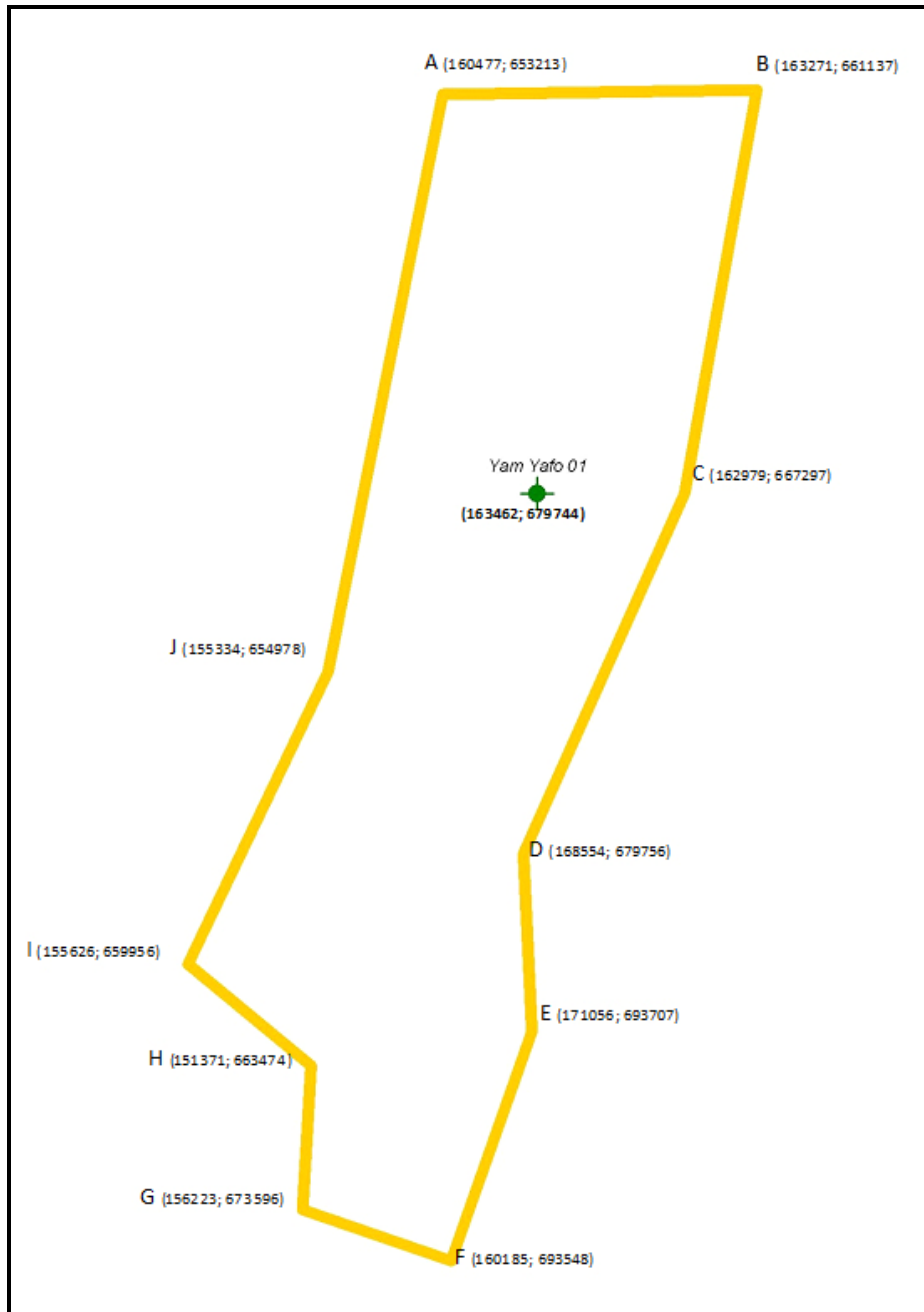 A (160477; 653213)
B (163271; 661137)
C (162979; 667297)
Yam Yafo 01
(163462; 679744)
J (155334; 654978)
D (168554; 679756)
I (155626; 659956)
E (171056; 693707)
H (151371; 663474)
G (156223; 673596)
F (160185; 693548)